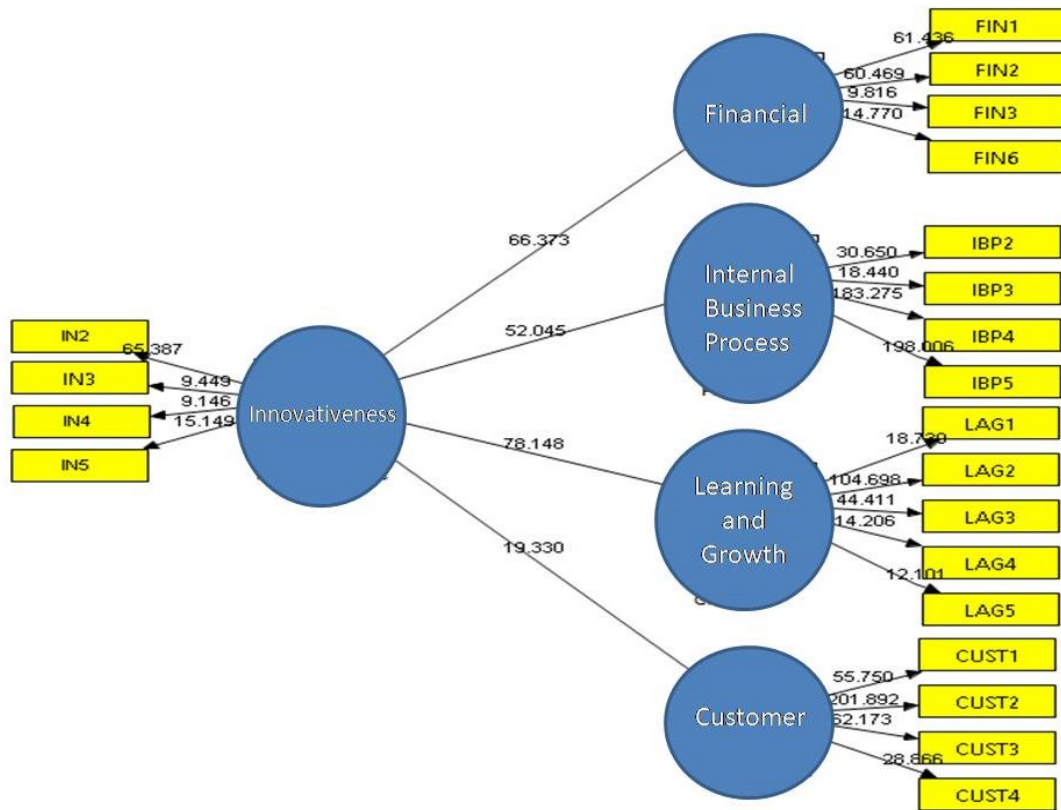 61.436
FIN1
60.469
FIN2
9.816
FIN3
14.770
FIN6
Financial
66.373
30.650
IBP2
18.440
IBP3
183.275
IBP4
198.006
IBP5
Internal
Business
Process
52.045
IN2
65.387
IN3
9.449
IN4
9.146
IN5
15.149
Innovativeness
78.148
18.730
LAG1
104.698
LAG2
44.411
LAG3
14.206
LAG4
12.101
LAG5
Learning
and
Growth
19.330
55.750
CUST1
201.892
CUST2
62.173
CUST3
28.866
CUST4
Customer